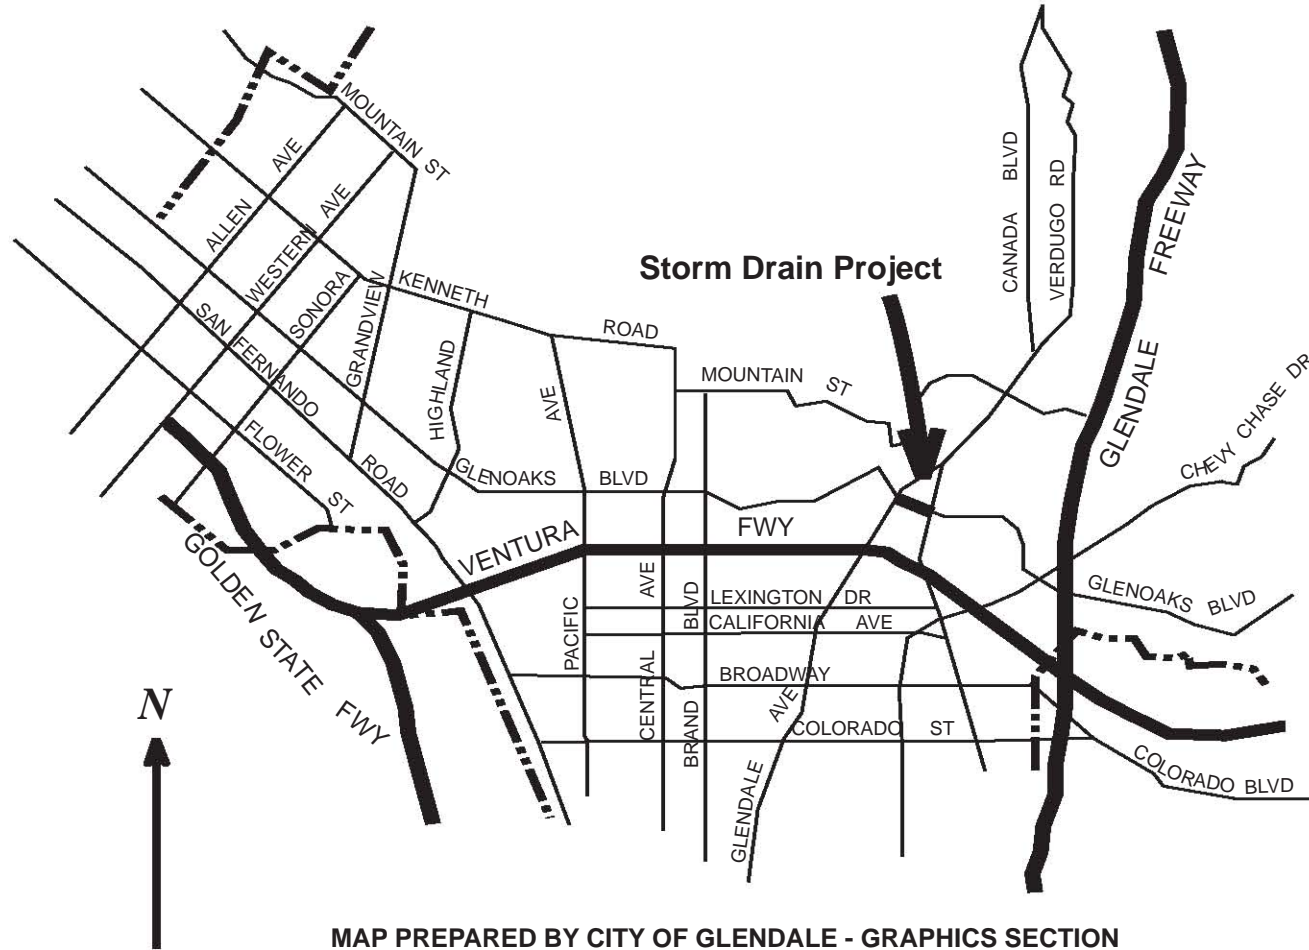 MOUNTAIN ST
ALLEN AVE
WESTERN AVE
SONORA
GRANDVIEW
KENNETH ROAD
HIGHLAND
AVE
SAN FERNANDO ROAD
FLOWER ST
GLENOAKS BLVD
MOUNTAIN ST
Storm Drain Project
CANADA BLVD
VERDUGO RD
GLENDALE FREEWAY
CHEVY CHASE DR
VENTURA FWY
GOLDEN STATE FWY
PACIFIC
CENTRAL AVE
BRAND BLVD
LEXINGTON DR
CALIFORNIA AVE
BROADWAY
COLORADO ST
GLENDALE AVE
GLENOAKS BLVD
COLORADO BLVD
N
MAP PREPARED BY CITY OF GLENDALE - GRAPHICS SECTION